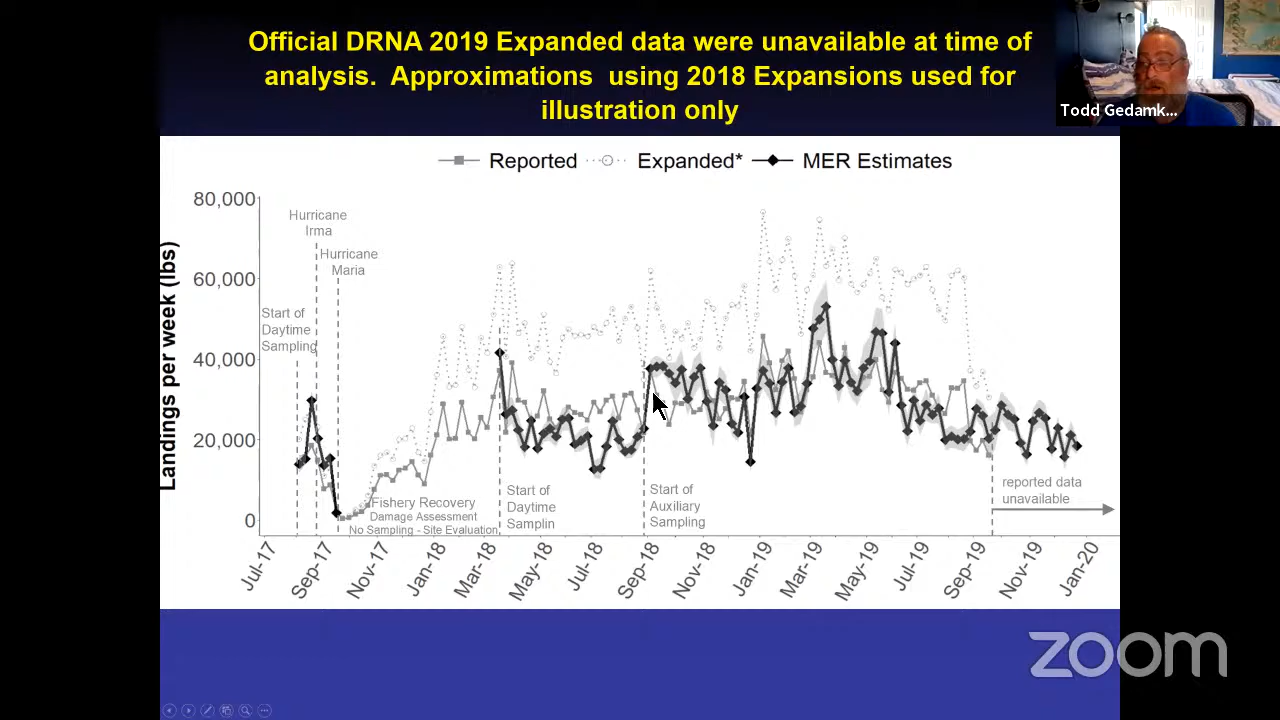 Official DRNA 2019 Expanded data were unavailable at time of
analysis. Approximations using 2018 Expansions used for
illustration only
Todd Gedamk...
Reported Expanded* MER Estimates
Landings per week (lbs)
80,000
60,000
40,000
20,000
0
Hurricane
Irma
Hurricane
Maria
Start of
Daytime
Sampling
Fishery Recovery
Damage Assessment
No Sampling - Site Evaluation
Start of
Daytime
Samplin
Start of
Auxiliary
Sampling
reported data
unavailable
Jul-17
Sep-17
Nov-17
Jan-18
Mar-18
May-18
Jul-18
Sep-18
Nov-18
Jan-19
Mar-19
May-19
Jul-19
Sep-19
Nov-19
Jan-20
zoom